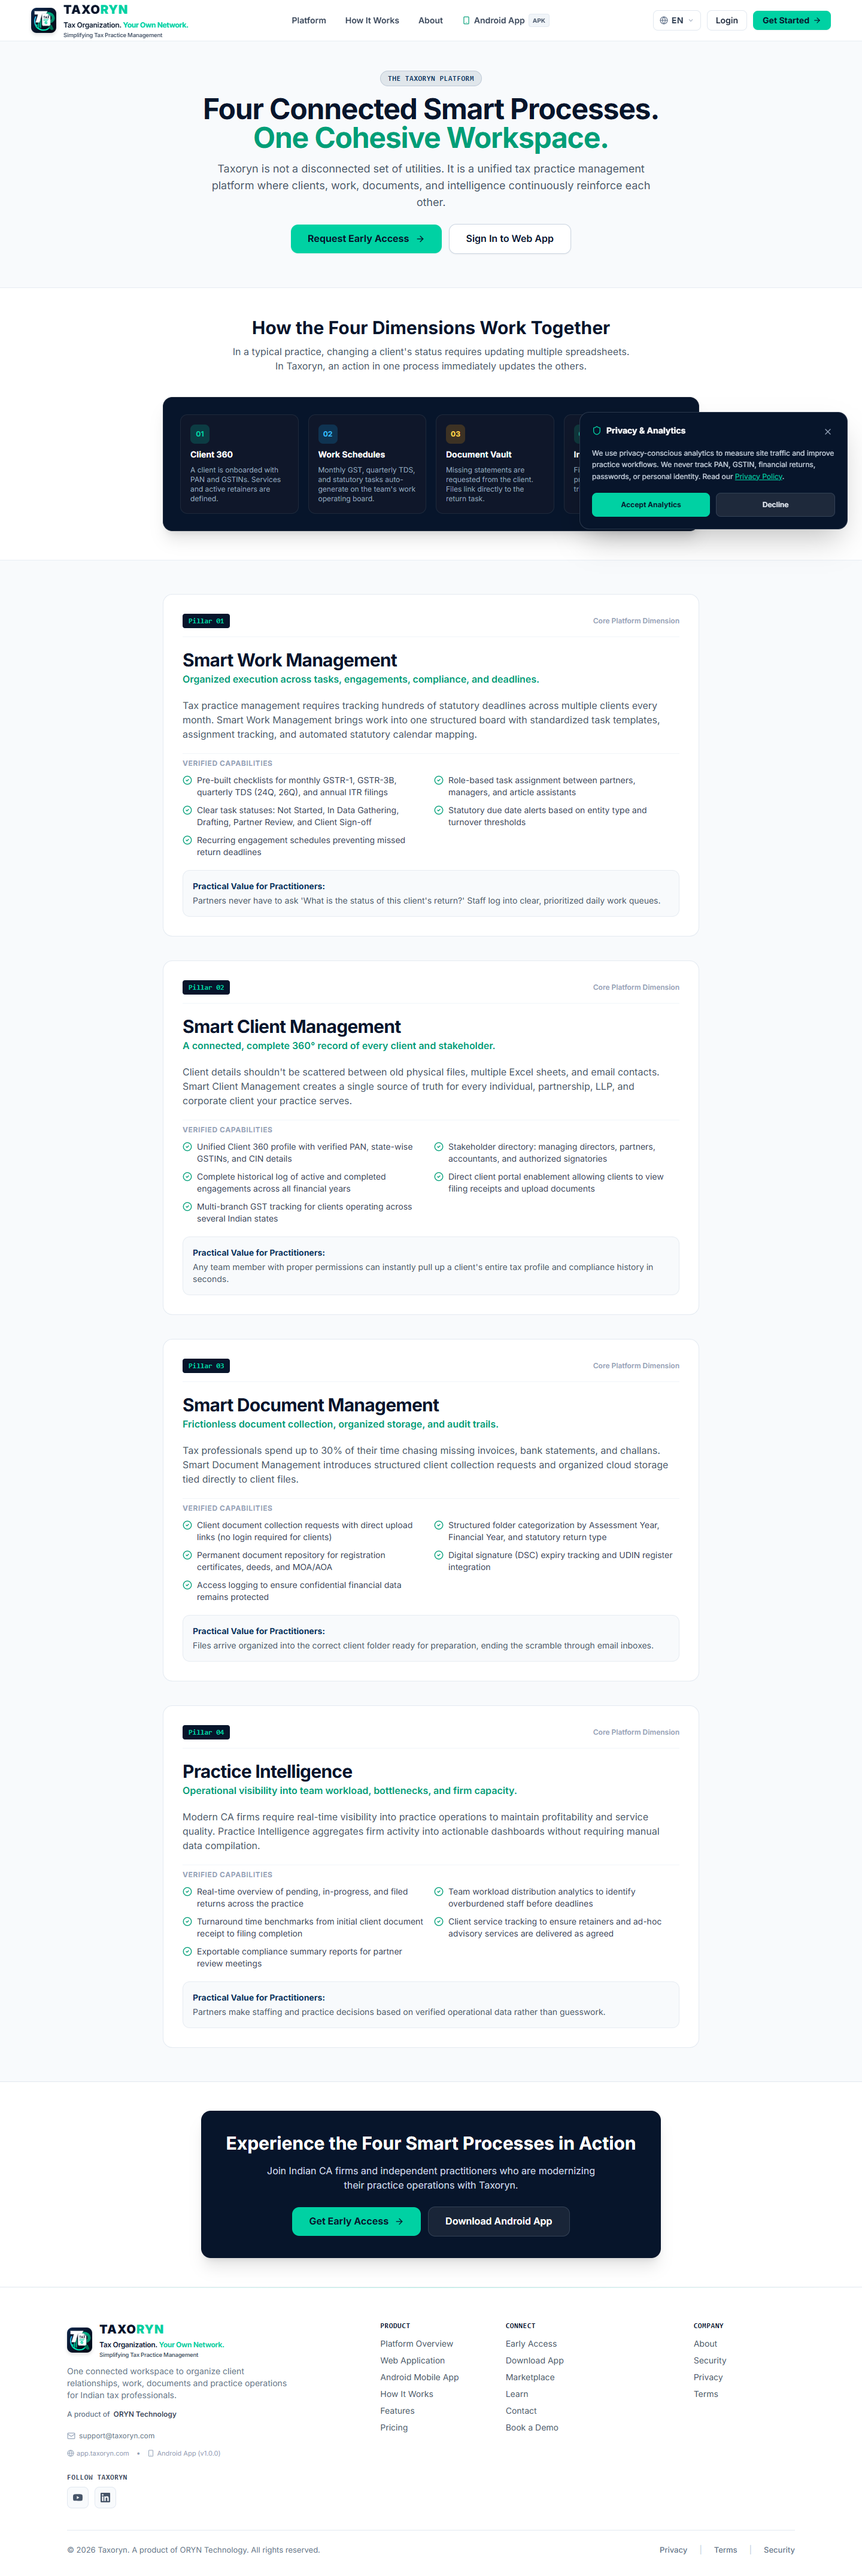 TAXORYN
Tax Organization. Your Own Network.
Simplifying Tax Practice Management
Platform
How It Works
About
Android App APK
EN
Login
Get Started
THE TAXORYN PLATFORM
Four Connected Smart Processes.
One Cohesive Workspace.
Taxoryn is not a disconnected set of utilities. It is a unified tax practice management
platform where clients, work, documents, and intelligence continuously reinforce each
other.
Request Early Access
Sign In to Web App
How the Four Dimensions Work Together
In a typical practice, changing a client's status requires updating multiple spreadsheets.
In Taxoryn, an action in one process immediately updates the others.
01
Client 360
A client is onboarded with
PAN and GSTINs. Services
and active retainers are
defined.
02
Work Schedules
Monthly GST, quarterly TDS,
and statutory tasks auto-
generate on the team's work
operating board.
03
Document Vault
Missing statements are
requested from the client.
Files link directly to the
return task.
Privacy & Analytics
We use privacy-conscious analytics to measure site traffic and improve
practice workflows. We never track PAN, GSTIN, financial returns,
passwords, or personal identity. Read our Privacy Policy.
Accept Analytics
Decline
Pillar 01
Core Platform Dimension
Smart Work Management
Organized execution across tasks, engagements, compliance, and deadlines.
Tax practice management requires tracking hundreds of statutory deadlines across multiple clients every
month. Smart Work Management brings work into one structured board with standardized task templates,
assignment tracking, and automated statutory calendar mapping.
VERIFIED CAPABILITIES
Pre-built checklists for monthly GSTR-1, GSTR-3B,
quarterly TDS (24Q, 26Q), and annual ITR filings
Role-based task assignment between partners,
managers, and article assistants
Clear task statuses: Not Started, In Data Gathering,
Drafting, Partner Review, and Client Sign-off
Statutory due date alerts based on entity type and
turnover thresholds
Recurring engagement schedules preventing missed
return deadlines
Practical Value for Practitioners:
Partners never have to ask 'What is the status of this client's return?' Staff log into clear, prioritized daily work queues.
Pillar 02
Core Platform Dimension
Smart Client Management
A connected, complete 360° record of every client and stakeholder.
Client details shouldn't be scattered between old physical files, multiple Excel sheets, and email contacts.
Smart Client Management creates a single source of truth for every individual, partnership, LLP, and
corporate client your practice serves.
VERIFIED CAPABILITIES
Unified Client 360 profile with verified PAN, state-wise
GSTINs, and CIN details
Stakeholder directory: managing directors, partners,
accountants, and authorized signatories
Complete historical log of active and completed
engagements across all financial years
Direct client portal enablement allowing clients to view
filing receipts and upload documents
Multi-branch GST tracking for clients operating across
several Indian states
Practical Value for Practitioners:
Any team member with proper permissions can instantly pull up a client's entire tax profile and compliance history in
seconds.
Pillar 03
Core Platform Dimension
Smart Document Management
Frictionless document collection, organized storage, and audit trails.
Tax professionals spend up to 30% of their time chasing missing invoices, bank statements, and challans.
Smart Document Management introduces structured client collection requests and organized cloud storage
tied directly to client files.
VERIFIED CAPABILITIES
Client document collection requests with direct upload
links (no login required for clients)
Structured folder categorization by Assessment Year,
Financial Year, and statutory return type
Permanent document repository for registration
certificates, deeds, and MOA/AOA
Digital signature (DSC) expiry tracking and UDIN register
integration
Access logging to ensure confidential financial data
remains protected
Practical Value for Practitioners:
Files arrive organized into the correct client folder ready for preparation, ending the scramble through email inboxes.
Pillar 04
Core Platform Dimension
Practice Intelligence
Operational visibility into team workload, bottlenecks, and firm capacity.
Modern CA firms require real-time visibility into practice operations to maintain profitability and service
quality. Practice Intelligence aggregates firm activity into actionable dashboards without requiring manual
data compilation.
VERIFIED CAPABILITIES
Real-time overview of pending, in-progress, and filed
returns across the practice
Team workload distribution analytics to identify
overburdened staff before deadlines
Turnaround time benchmarks from initial client document
receipt to filing completion
Client service tracking to ensure retainers and ad-hoc
advisory services are delivered as agreed
Exportable compliance summary reports for partner
review meetings
Practical Value for Practitioners:
Partners make staffing and practice decisions based on verified operational data rather than guesswork.
Experience the Four Smart Processes in Action
Join Indian CA firms and independent practitioners who are modernizing
their practice operations with Taxoryn.
Get Early Access
Download Android App
TAXORYN
Tax Organization. Your Own Network.
Simplifying Tax Practice Management
One connected workspace to organize client
relationships, work, documents and practice operations
for Indian tax professionals.
A product of ORYN Technology
support@taxoryn.com
app.taxoryn.com • Android App (v1.0.0)
FOLLOW TAXORYN
PRODUCT
Platform Overview
Web Application
Android Mobile App
How It Works
Features
Pricing
CONNECT
Early Access
Download App
Marketplace
Learn
Contact
Book a Demo
COMPANY
About
Security
Privacy
Terms
© 2026 Taxoryn. A product of ORYN Technology. All rights reserved.
Privacy
Terms
Security